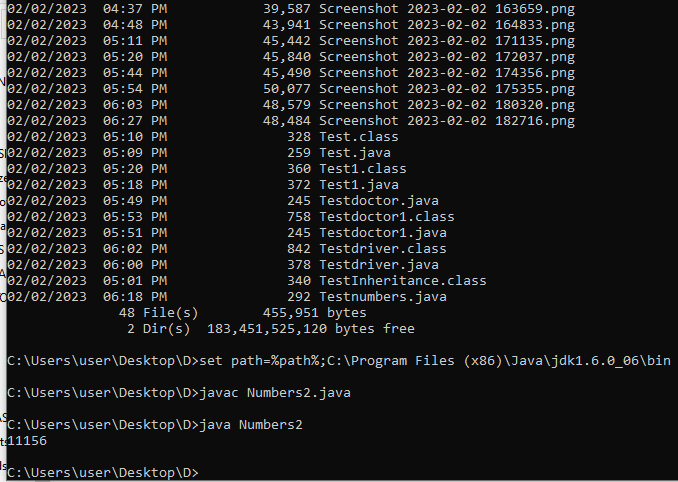 02/02/2023  04:37 PM            39,587 Screenshot 2023-02-02 163659.png
02/02/2023  04:48 PM            43,941 Screenshot 2023-02-02 164833.png
02/02/2023  05:11 PM            45,442 Screenshot 2023-02-02 171135.png
02/02/2023  05:20 PM            45,840 Screenshot 2023-02-02 172037.png
02/02/2023  05:44 PM            45,490 Screenshot 2023-02-02 174356.png
02/02/2023  05:54 PM            50,077 Screenshot 2023-02-02 175355.png
02/02/2023  06:03 PM            48,579 Screenshot 2023-02-02 180320.png
02/02/2023  06:27 PM            48,484 Screenshot 2023-02-02 182716.png
02/02/2023  05:10 PM               328 Test.class
02/02/2023  05:09 PM               259 Test.java
02/02/2023  05:20 PM               360 Test1.class
02/02/2023  05:18 PM               372 Test1.java
02/02/2023  05:49 PM               245 Testdoctor.java
02/02/2023  05:53 PM               758 Testdoctor1.class
02/02/2023  05:51 PM               245 Testdoctor1.java
02/02/2023  06:02 PM               842 Testdriver.class
02/02/2023  06:00 PM               378 Testdriver.java
02/02/2023  05:01 PM               340 TestInheritance.class
02/02/2023  06:18 PM               292 Testnumbers.java
48 File(s)        455,951 bytes
2 Dir(s)  183,451,525,120 bytes free
C:\Users\user\Desktop\D>set path=%path%;C:\Program Files (x86)\Java\jdk1.6.0_06\bin
C:\Users\user\Desktop\D>javac Numbers2.java
C:\Users\user\Desktop\D>java Numbers2
11156
C:\Users\user\Desktop\D>